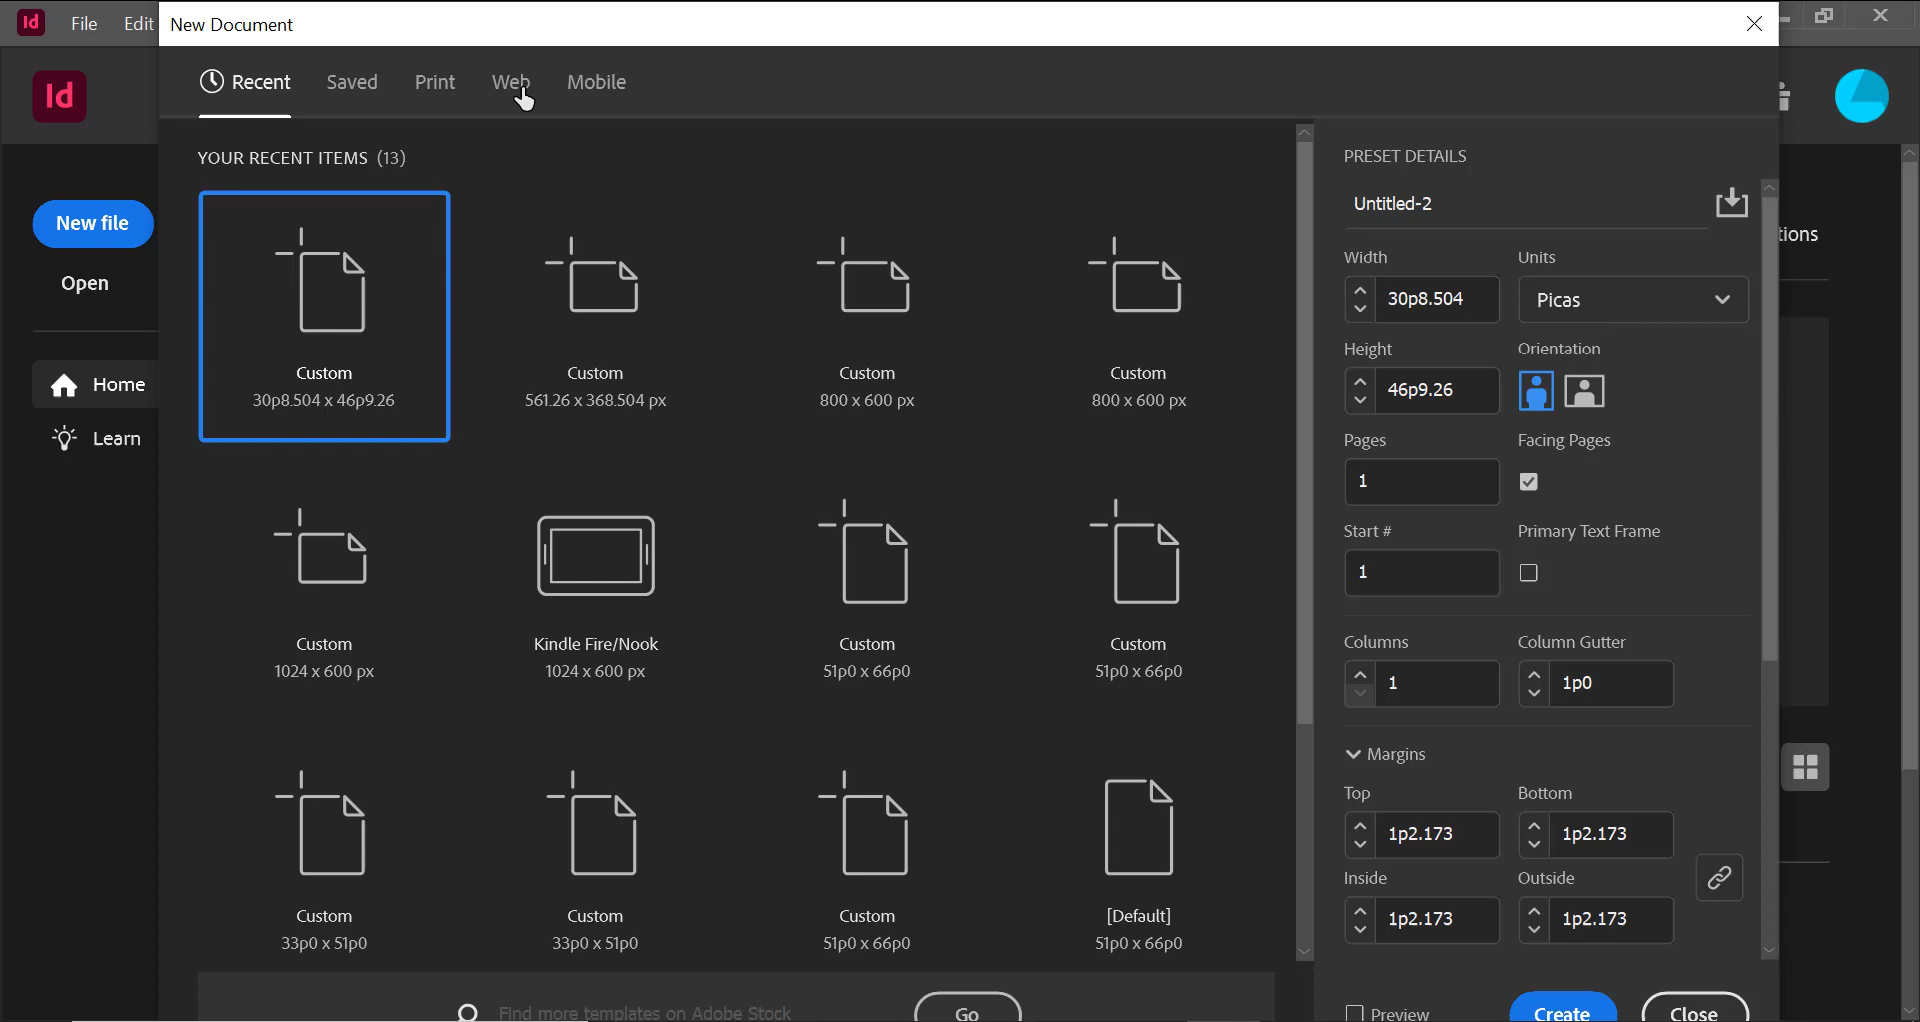 Id File Edit New Document
Id
Recent Saved Print Web Mobile
YOUR RECENT ITEMS (13)
PRESET DETAILS
Untitled-2
New file
Open
Home
Learn
tions
Custom
30p8.504 x 46p9.26
Custom
561.26 x 368.504 px
Custom
800 x 600 px
Custom
800 x 600 px
Custom
1024 x 600 px
Kindle Fire/Nook
1024 x 600 px
Custom
51p0 x 66p0
Custom
51p0 x 66p0
Custom
33p0 x 51p0
Custom
33p0 x 51p0
Custom
51p0 x 66p0
[Default]
51p0 x 66p0
Find more templates on Adobe Stock Go
Width Units
30p8.504 Picas
Height Orientation
46p9.26
Pages Facing Pages
1
Start # Primary Text Frame
1
Columns Column Gutter
1 1p0
Margins
Top Bottom
1p2.173 1p2.173
Inside Outside
1p2.173 1p2.173
Preview Create Close